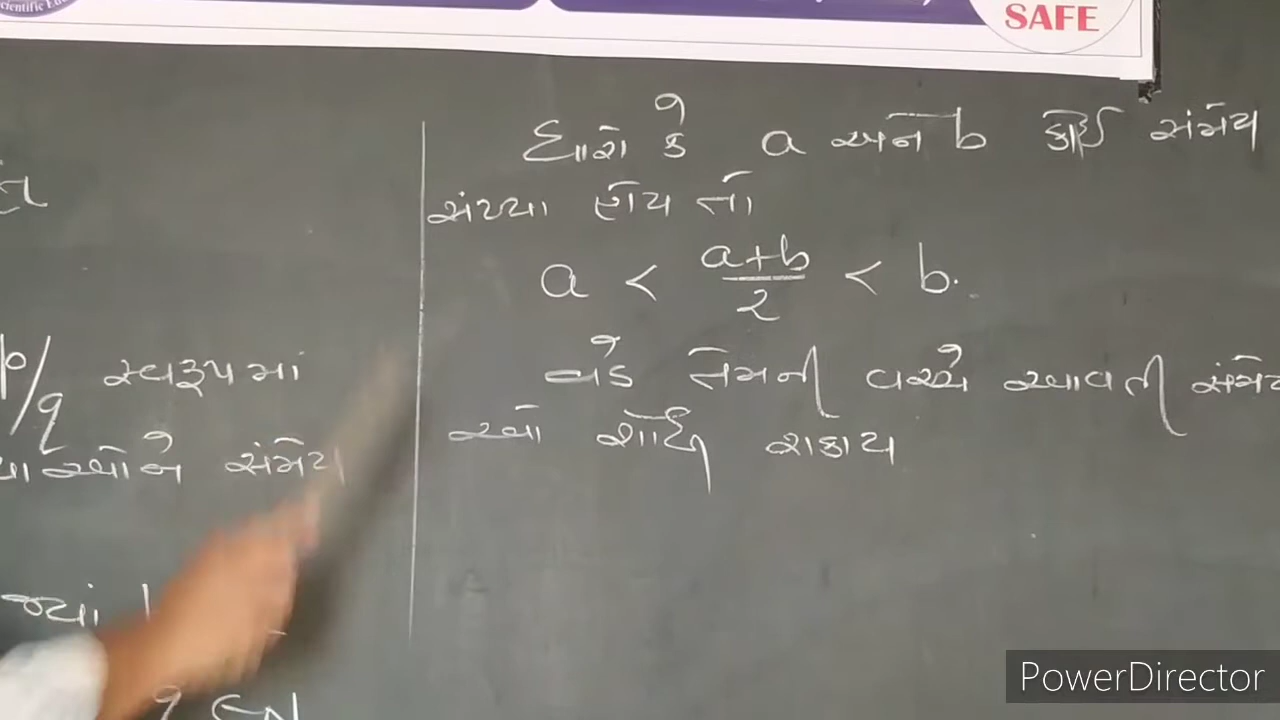 SAFE
ધારો કે a અને b કોઈ સંમેય
સંખ્યા હોય તો
a < a+b/2 < b.
વડે તેમની વચ્ચે આવતી સંમેય
શોધી શકાય
p/q સ્વરૂપમાં
સંમેય
જ્યાં
∈ N
PowerDirector